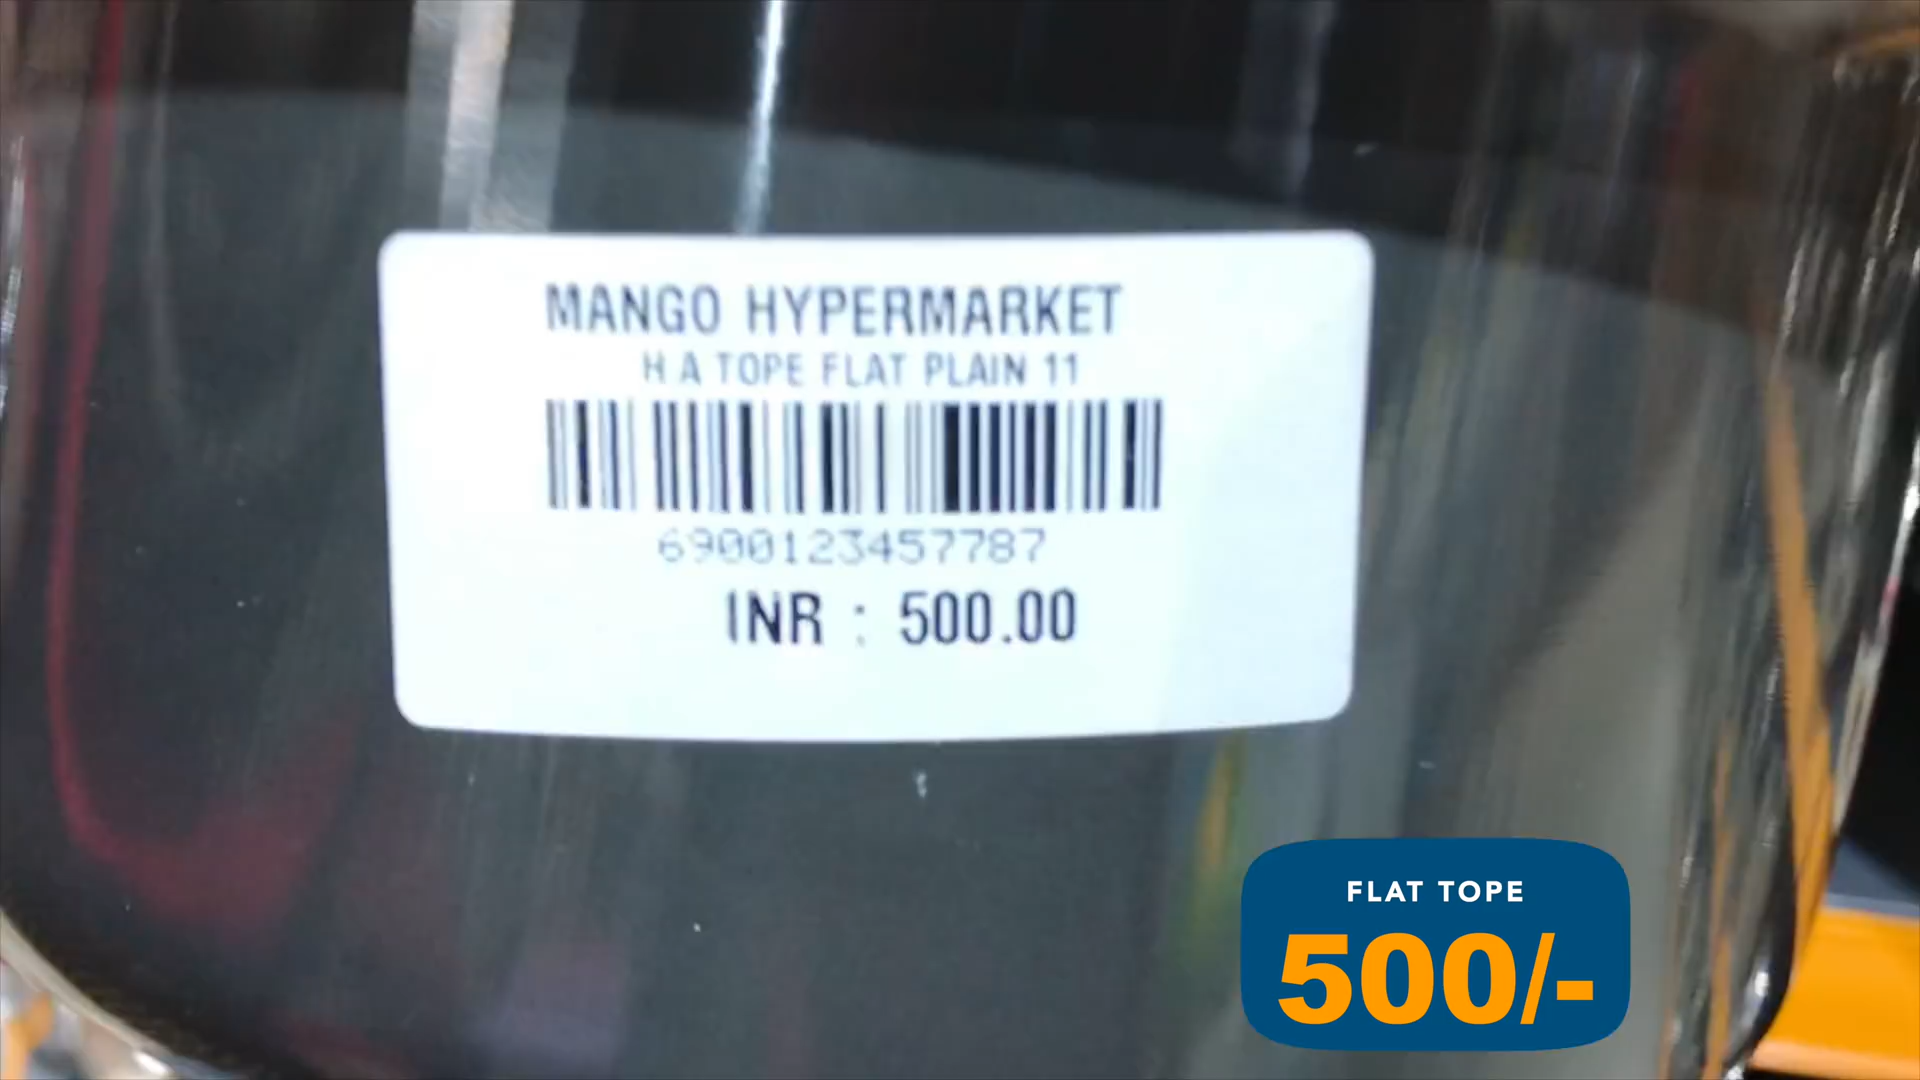 MANGO HYPERMARKET
H A TOPE FLAT PLAIN 11
6900123457787
INR : 500.00
FLAT TOPE
500/-